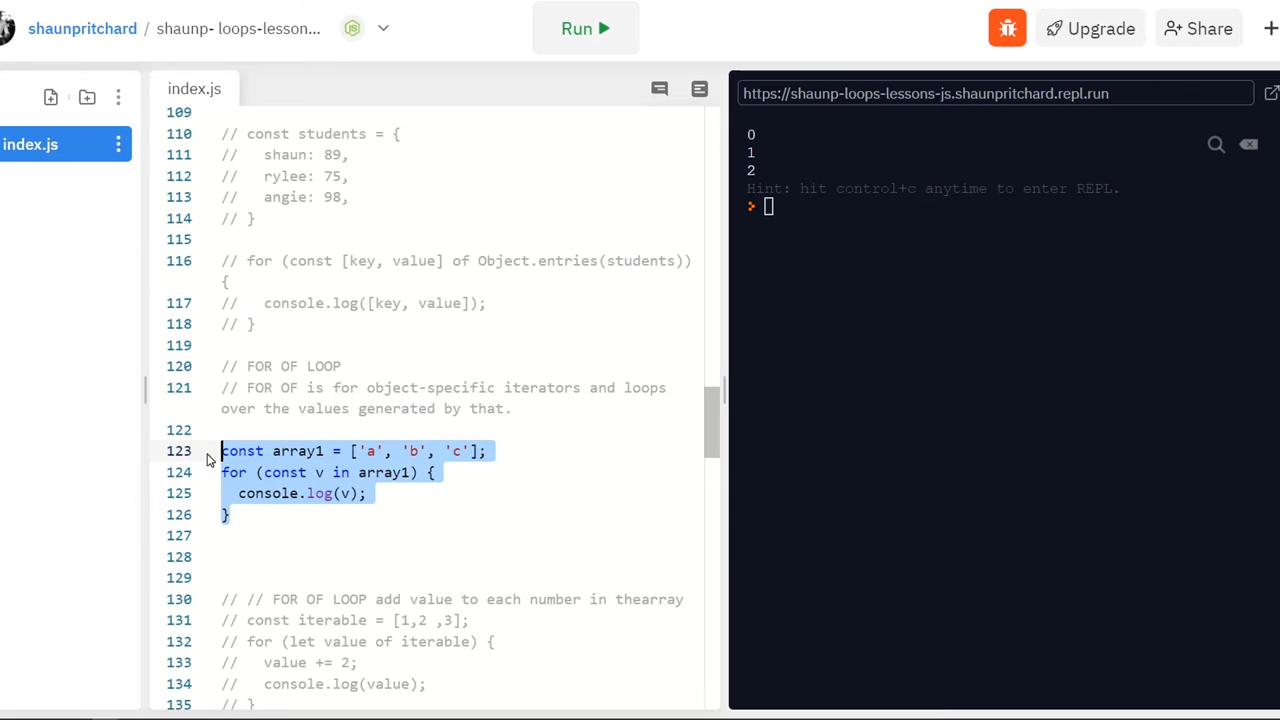 shaunpritchard / shaunp- loops-lesson...
Run
Upgrade
Share
index.js
index.js
109
110 // const students = {
111 //   shaun: 89,
112 //   rylee: 75,
113 //   angie: 98,
114 // }
115
116 // for (const [key, value] of Object.entries(students))
{
117 //   console.log([key, value]);
118 // }
119
120 // FOR OF LOOP
121 // FOR OF is for object-specific iterators and loops
over the values generated by that.
122
123 const array1 = ['a', 'b', 'c'];
124 for (const v in array1) {
125   console.log(v);
126 }
127
128
129
130 // // FOR OF LOOP add value to each number in thearray
131 // const iterable = [1,2 ,3];
132 // for (let value of iterable) {
133 //   value += 2;
134 //   console.log(value);
135 // }
https://shaunp-loops-lessons-js.shaunpritchard.repl.run
0
1
2
Hint: hit control+c anytime to enter REPL.